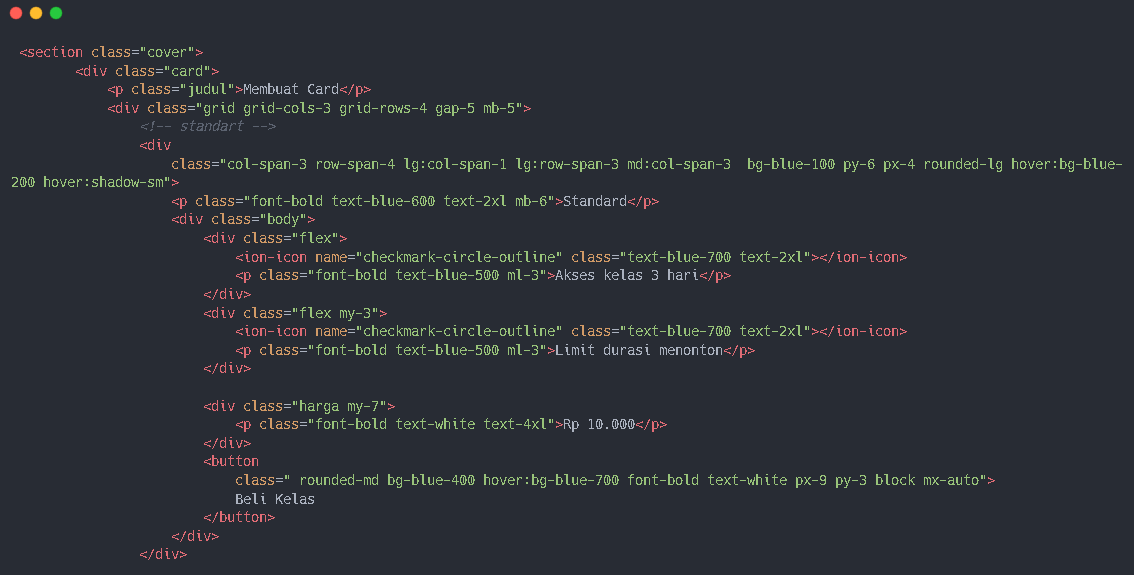 <section class="cover">
<div class="card">
<p class="judul">Membuat Card</p>
<div class="grid grid-cols-3 grid-rows-4 gap-5 mb-5">
<!-- standart -->
<div
class="col-span-3 row-span-4 lg:col-span-1 lg:row-span-3 md:col-span-3  bg-blue-100 py-6 px-4 rounded-lg hover:bg-blue-
200 hover:shadow-sm">
<p class="font-bold text-blue-600 text-2xl mb-6">Standard</p>
<div class="body">
<div class="flex">
<ion-icon name="checkmark-circle-outline" class="text-blue-700 text-2xl"></ion-icon>
<p class="font-bold text-blue-500 ml-3">Akses kelas 3 hari</p>
</div>
<div class="flex my-3">
<ion-icon name="checkmark-circle-outline" class="text-blue-700 text-2xl"></ion-icon>
<p class="font-bold text-blue-500 ml-3">Limit durasi menonton</p>
</div>
<div class="harga my-7">
<p class="font-bold text-white text-4xl">Rp 10.000</p>
</div>
<button
class=" rounded-md bg-blue-400 hover:bg-blue-700 font-bold text-white px-9 py-3 block mx-auto">
Beli Kelas
</button>
</div>
</div>